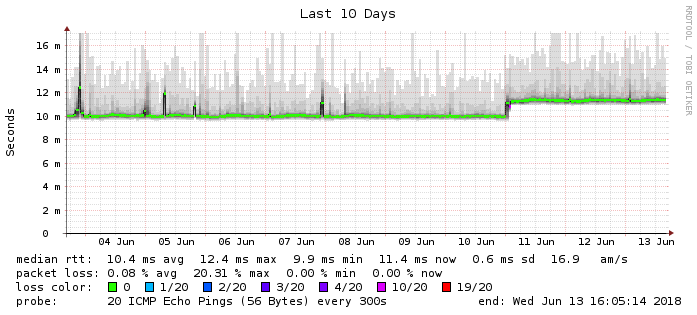 Last 10 Days
RRDTOOL / TOBI OETIKER
Seconds
16 m
14 m
12 m
10 m
8 m
6 m
4 m
2 m
0
04 Jun 05 Jun 06 Jun 07 Jun 08 Jun 09 Jun 10 Jun 11 Jun 12 Jun 13 Jun
median rtt: 10.4 ms avg 12.4 ms max 9.9 ms min 11.4 ms now 0.6 ms sd 16.9 am/s
packet loss: 0.08 % avg 20.31 % max 0.00 % min 0.00 % now
loss color: 0 1/20 2/20 3/20 4/20 10/20 19/20
probe: 20 ICMP Echo Pings (56 Bytes) every 300s end: Wed Jun 13 16:05:14 2018